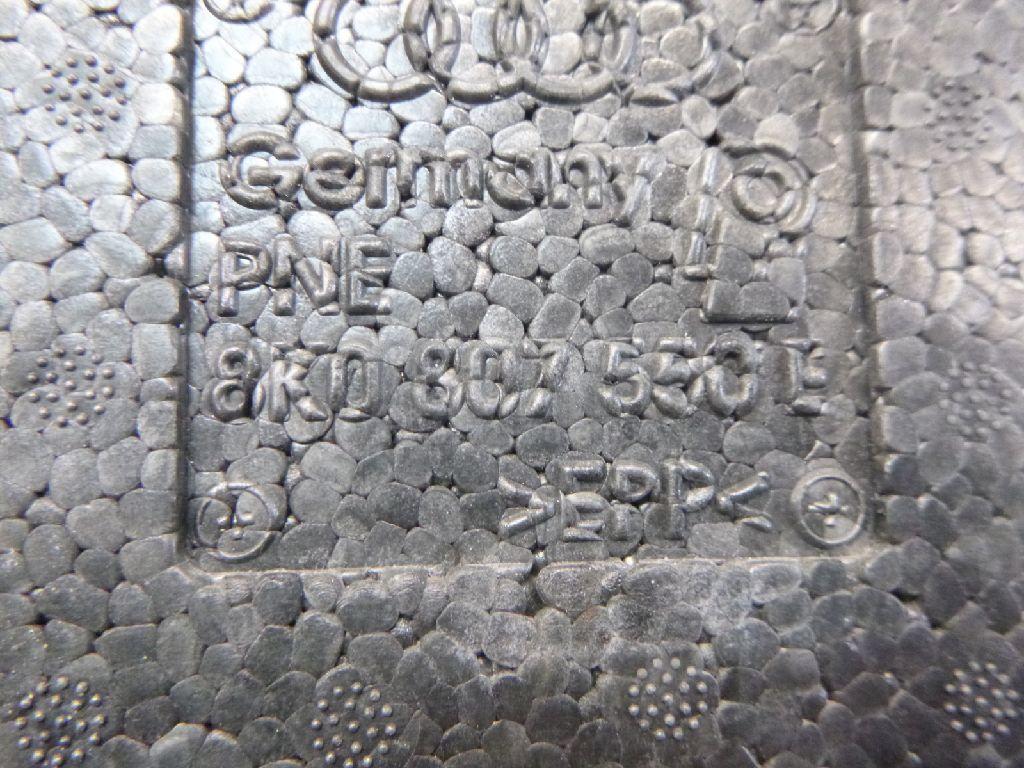 Germany
PNE
8K0 807 550 E
>EPP<